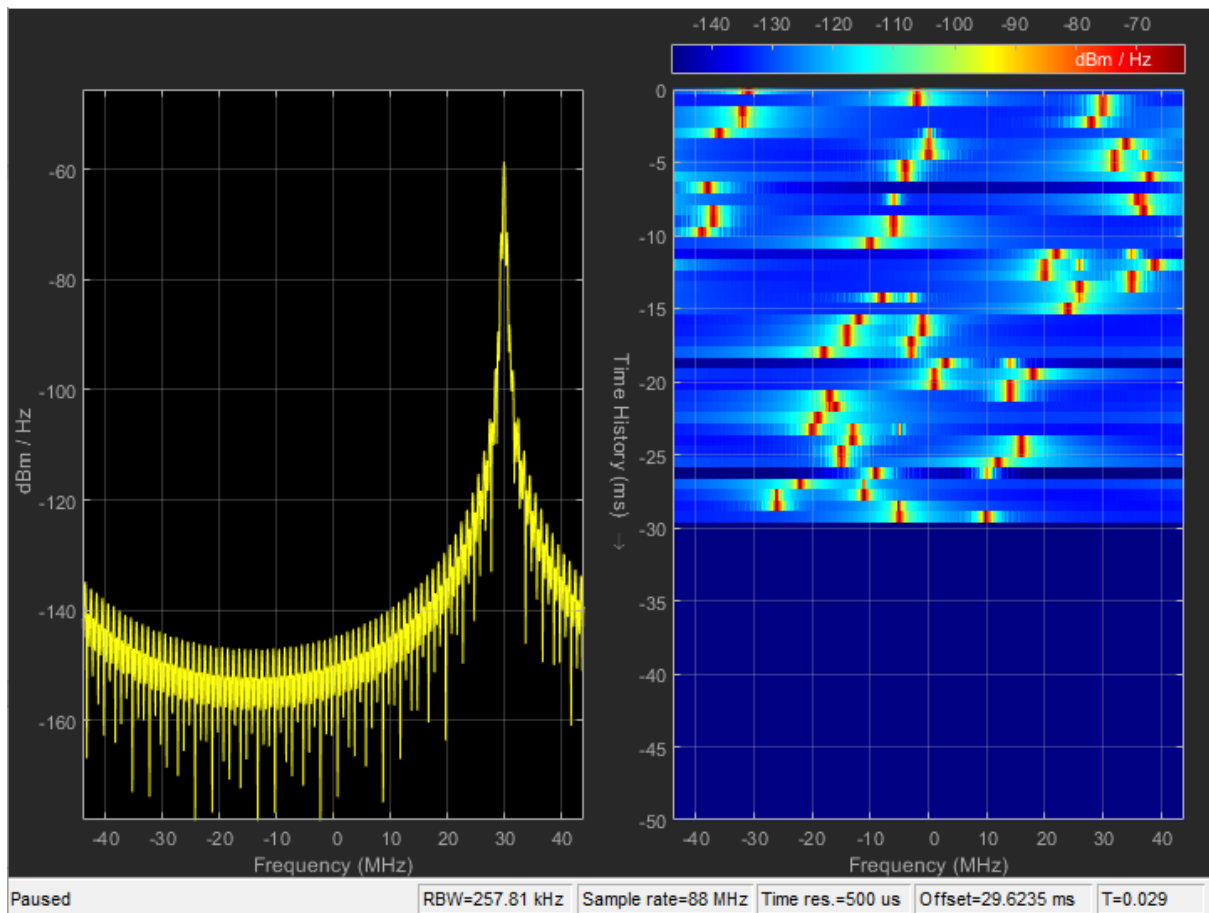 -140 -130 -120 -110 -100 -90 -80 -70
dBm / Hz
-60
-80
-100
-120
-140
-160
dBm / Hz
-40 -30 -20 -10 0 10 20 30 40
Frequency (MHz)
0
-5
-10
-15
-20
-25
-30
-35
-40
-45
-50
Time History (ms) →
-40 -30 -20 -10 0 10 20 30 40
Frequency (MHz)
Paused RBW=257.81 kHz Sample rate=88 MHz Time res.=500 us Offset=29.6235 ms T=0.029